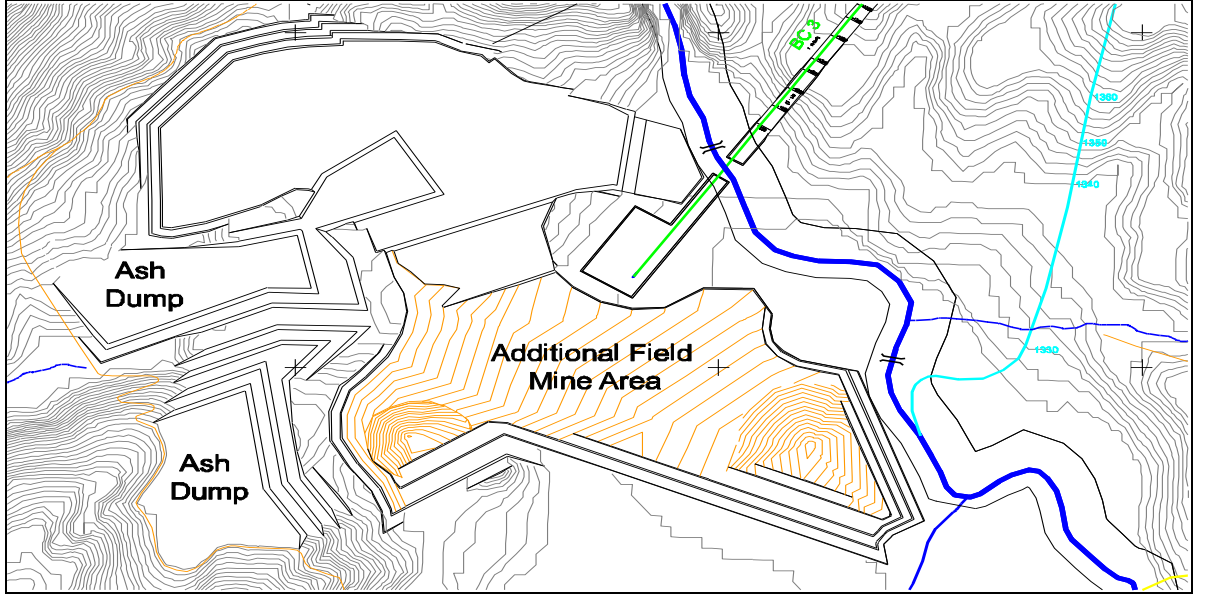 BC 3
1360
1350
1340
Ash
Dump
Additional Field
Mine Area
1330
Ash
Dump